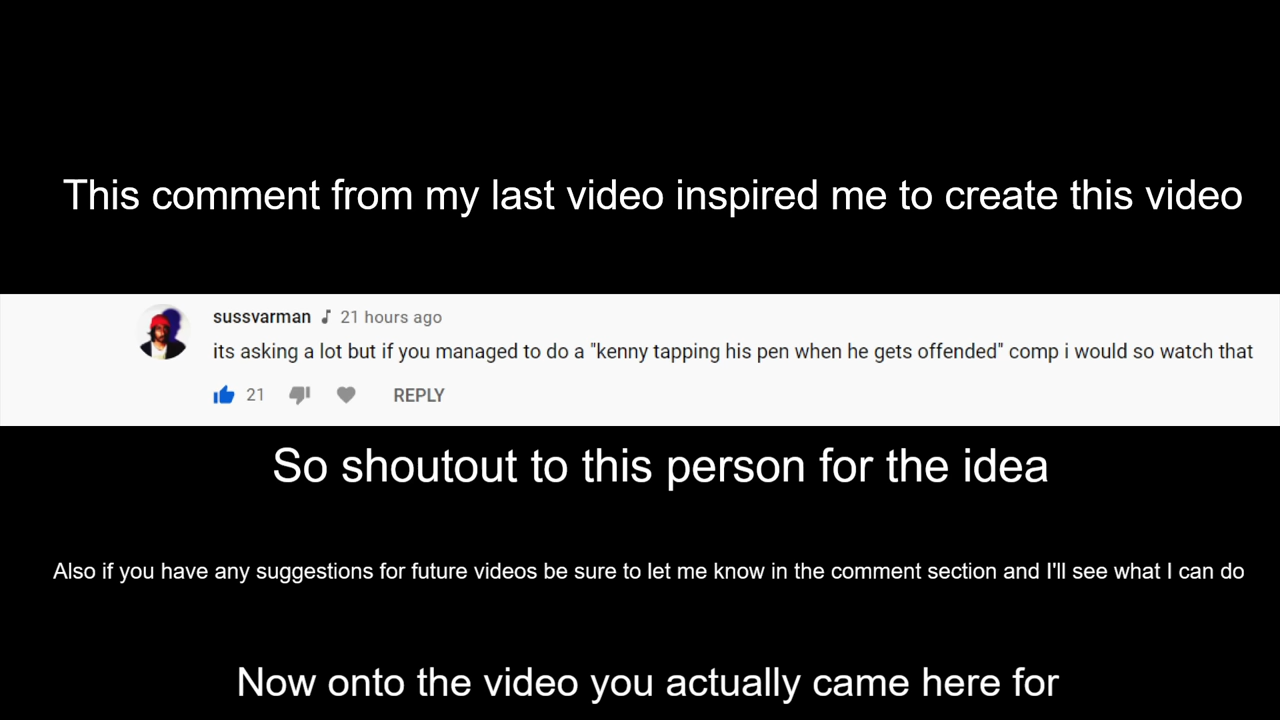 This comment from my last video inspired me to create this video
sussvarman 21 hours ago
its asking a lot but if you managed to do a "kenny tapping his pen when he gets offended" comp i would so watch that
21 REPLY
So shoutout to this person for the idea
Also if you have any suggestions for future videos be sure to let me know in the comment section and I'll see what I can do
Now onto the video you actually came here for